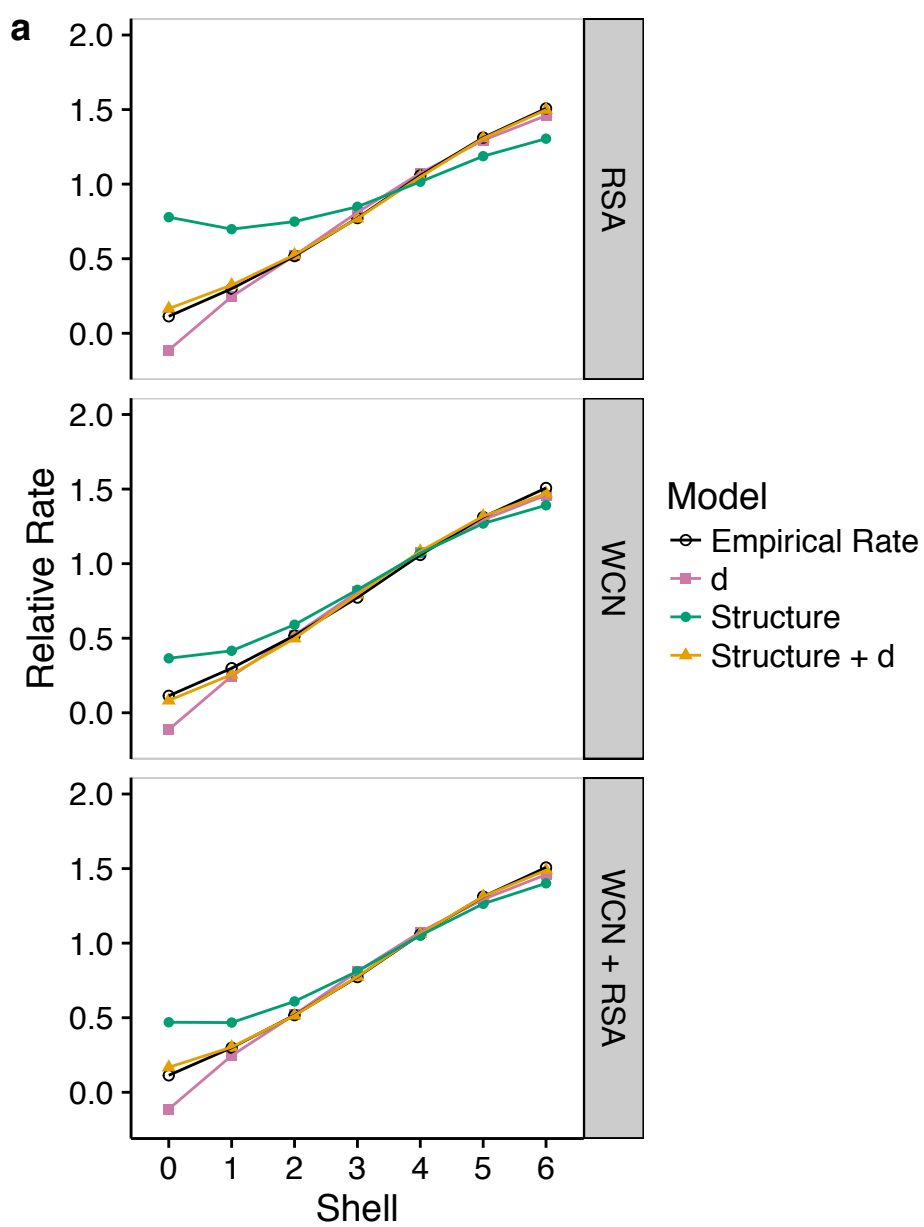 a
2.0
1.5
1.0
0.5
0.0
RSA
2.0
1.5
1.0
0.5
0.0
WCN
2.0
1.5
1.0
0.5
0.0
WCN + RSA
Relative Rate
0 1 2 3 4 5 6
Shell
Model
Empirical Rate
d
Structure
Structure + d